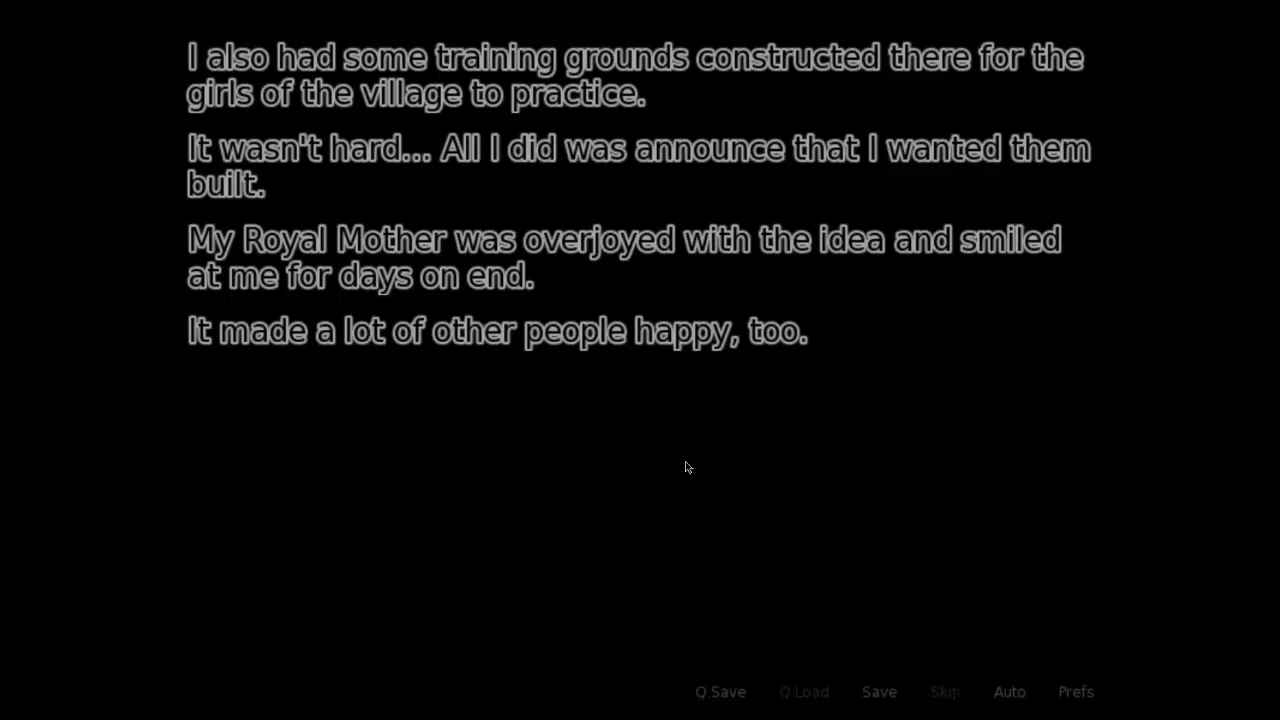 I also had some training grounds constructed there for the
girls of the village to practice.
It wasn't hard... All I did was announce that I wanted them
built.
My Royal Mother was overjoyed with the idea and smiled
at me for days on end.
It made a lot of other people happy, too.
Q.Save Q.Load Save Skip Auto Prefs